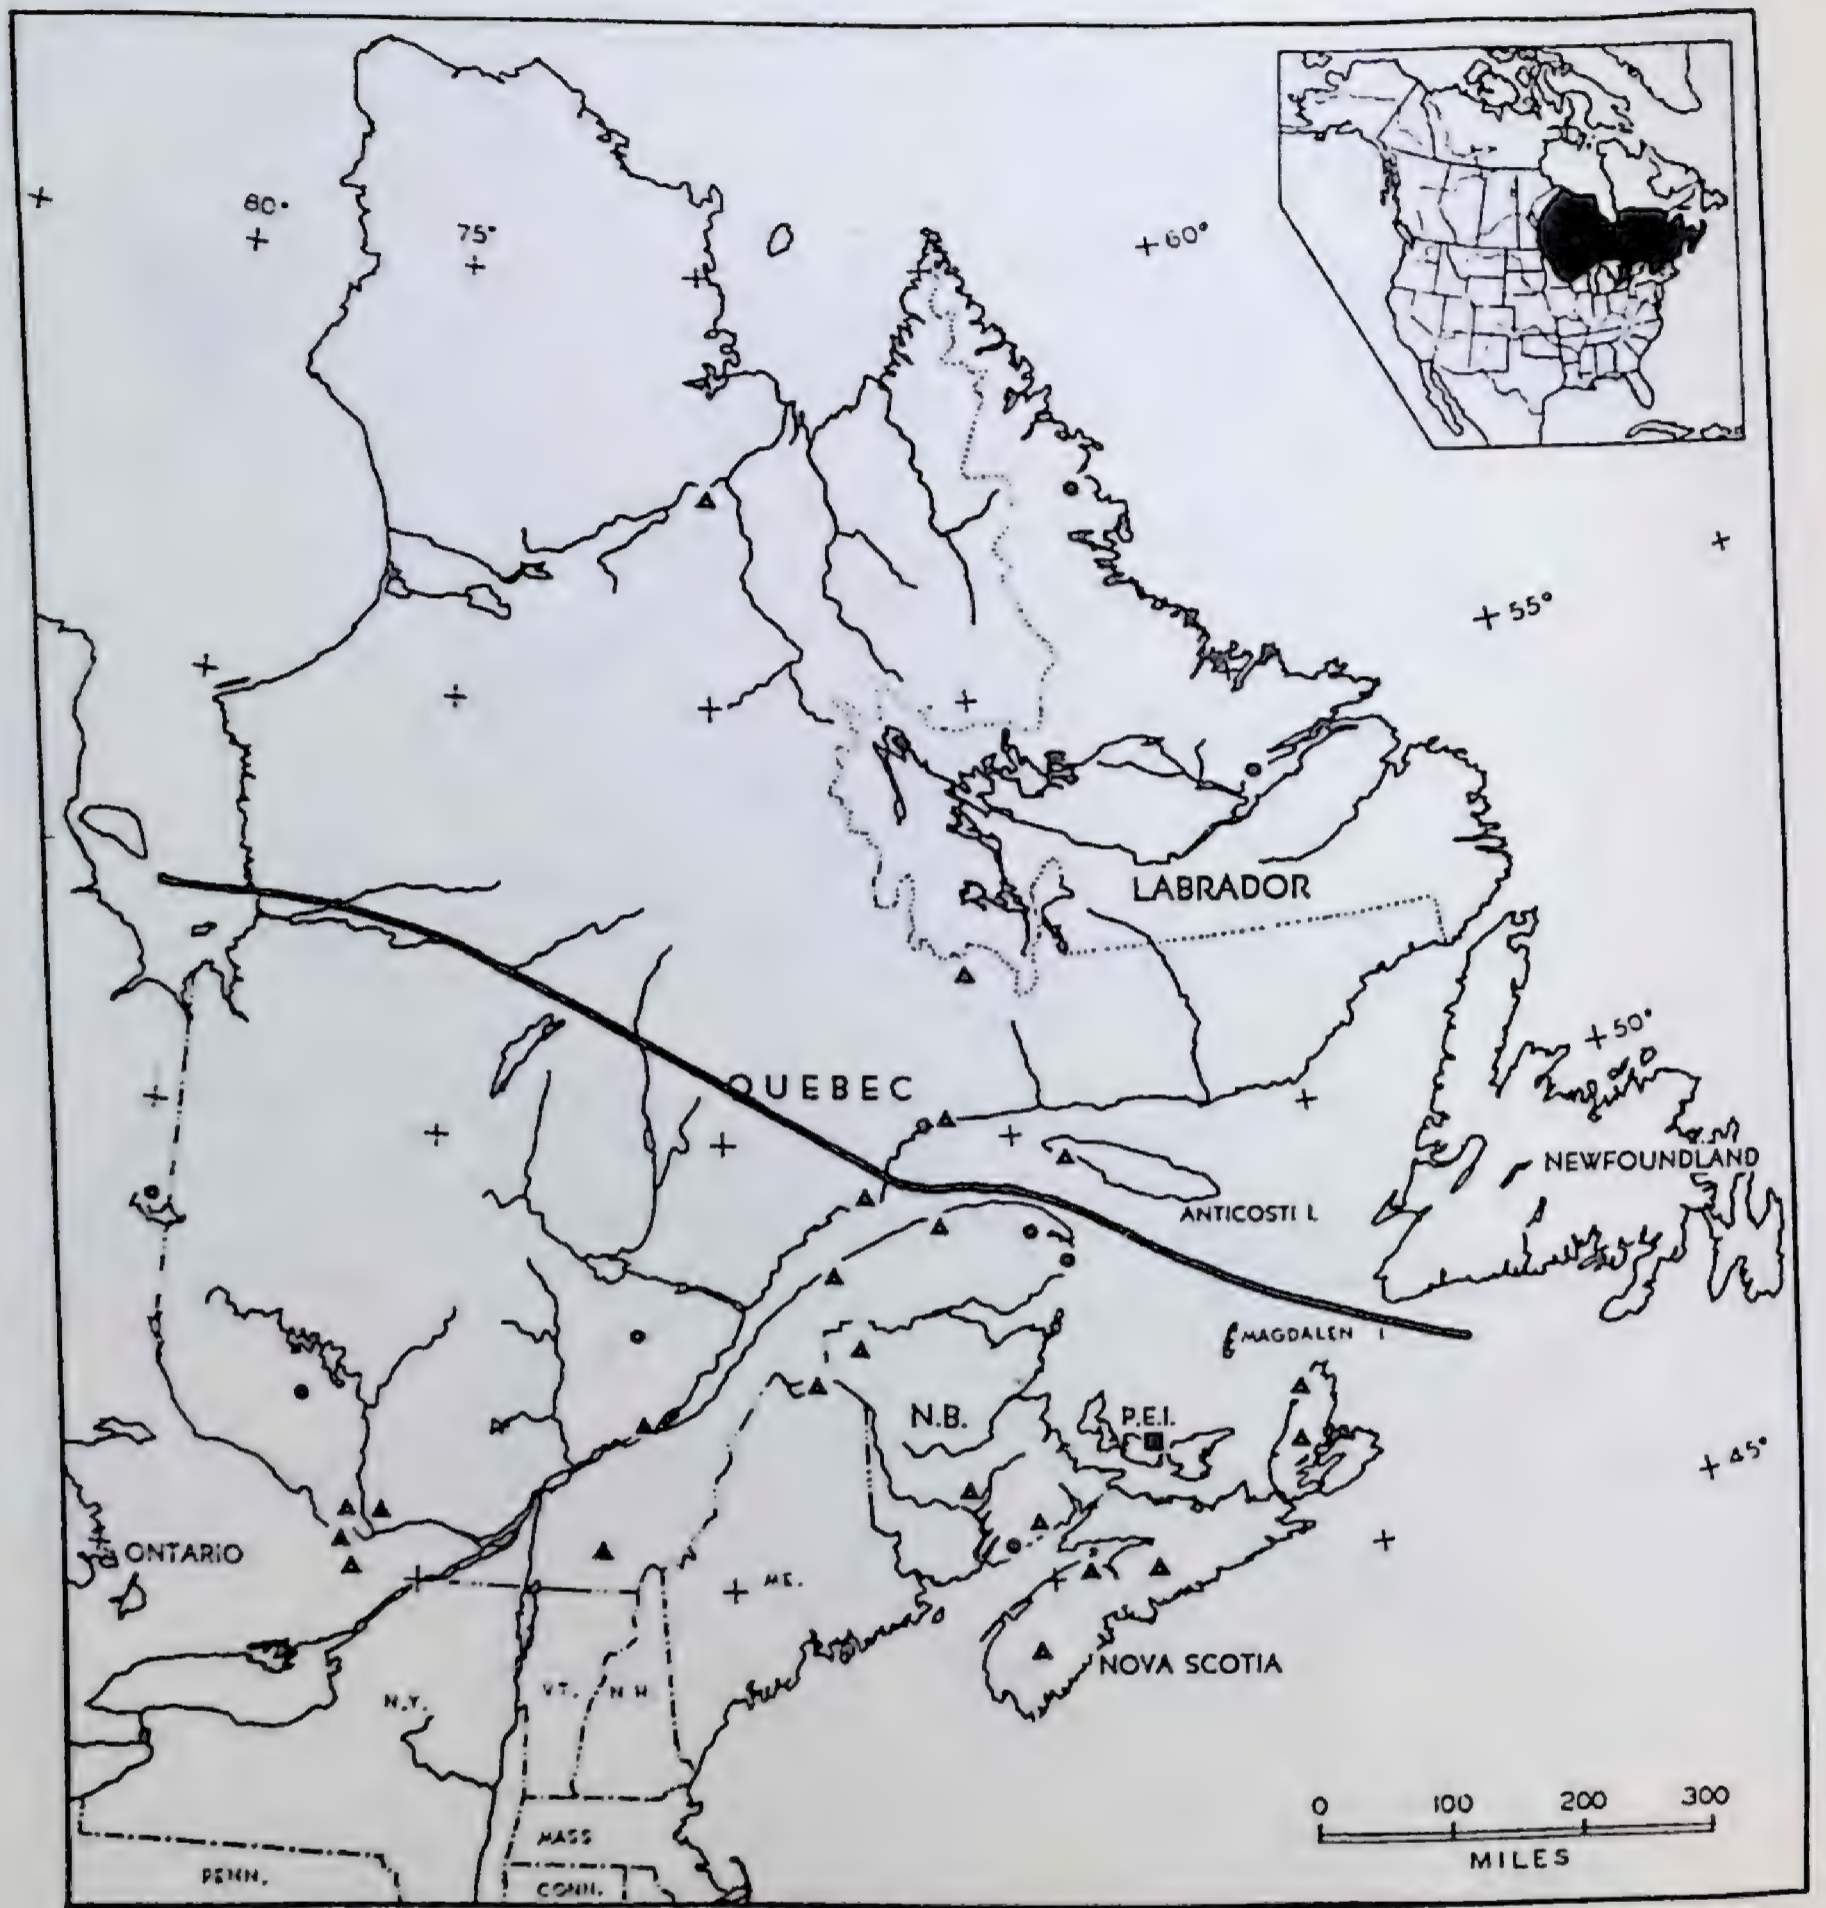 80°
75°
60°
55°
LABRADOR
50°
QUEBEC
NEWFOUNDLAND
ANTICOSTI I.
MAGDALEN I
N.B.
P.E.I.
45°
ONTARIO
ME.
NOVA SCOTIA
N.Y.
VT.
N H
0 100 200 300
MILES
MASS
PENN.
CONN.